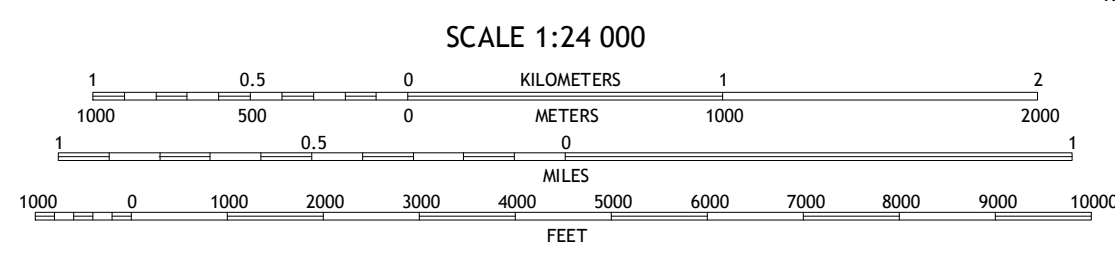 SCALE 1:24 000
1 0.5 0 KILOMETERS 1 2
1000 500 0 METERS 1000 2000
1 0.5 0 1
MILES
1000 0 1000 2000 3000 4000 5000 6000 7000 8000 9000 10000
FEET